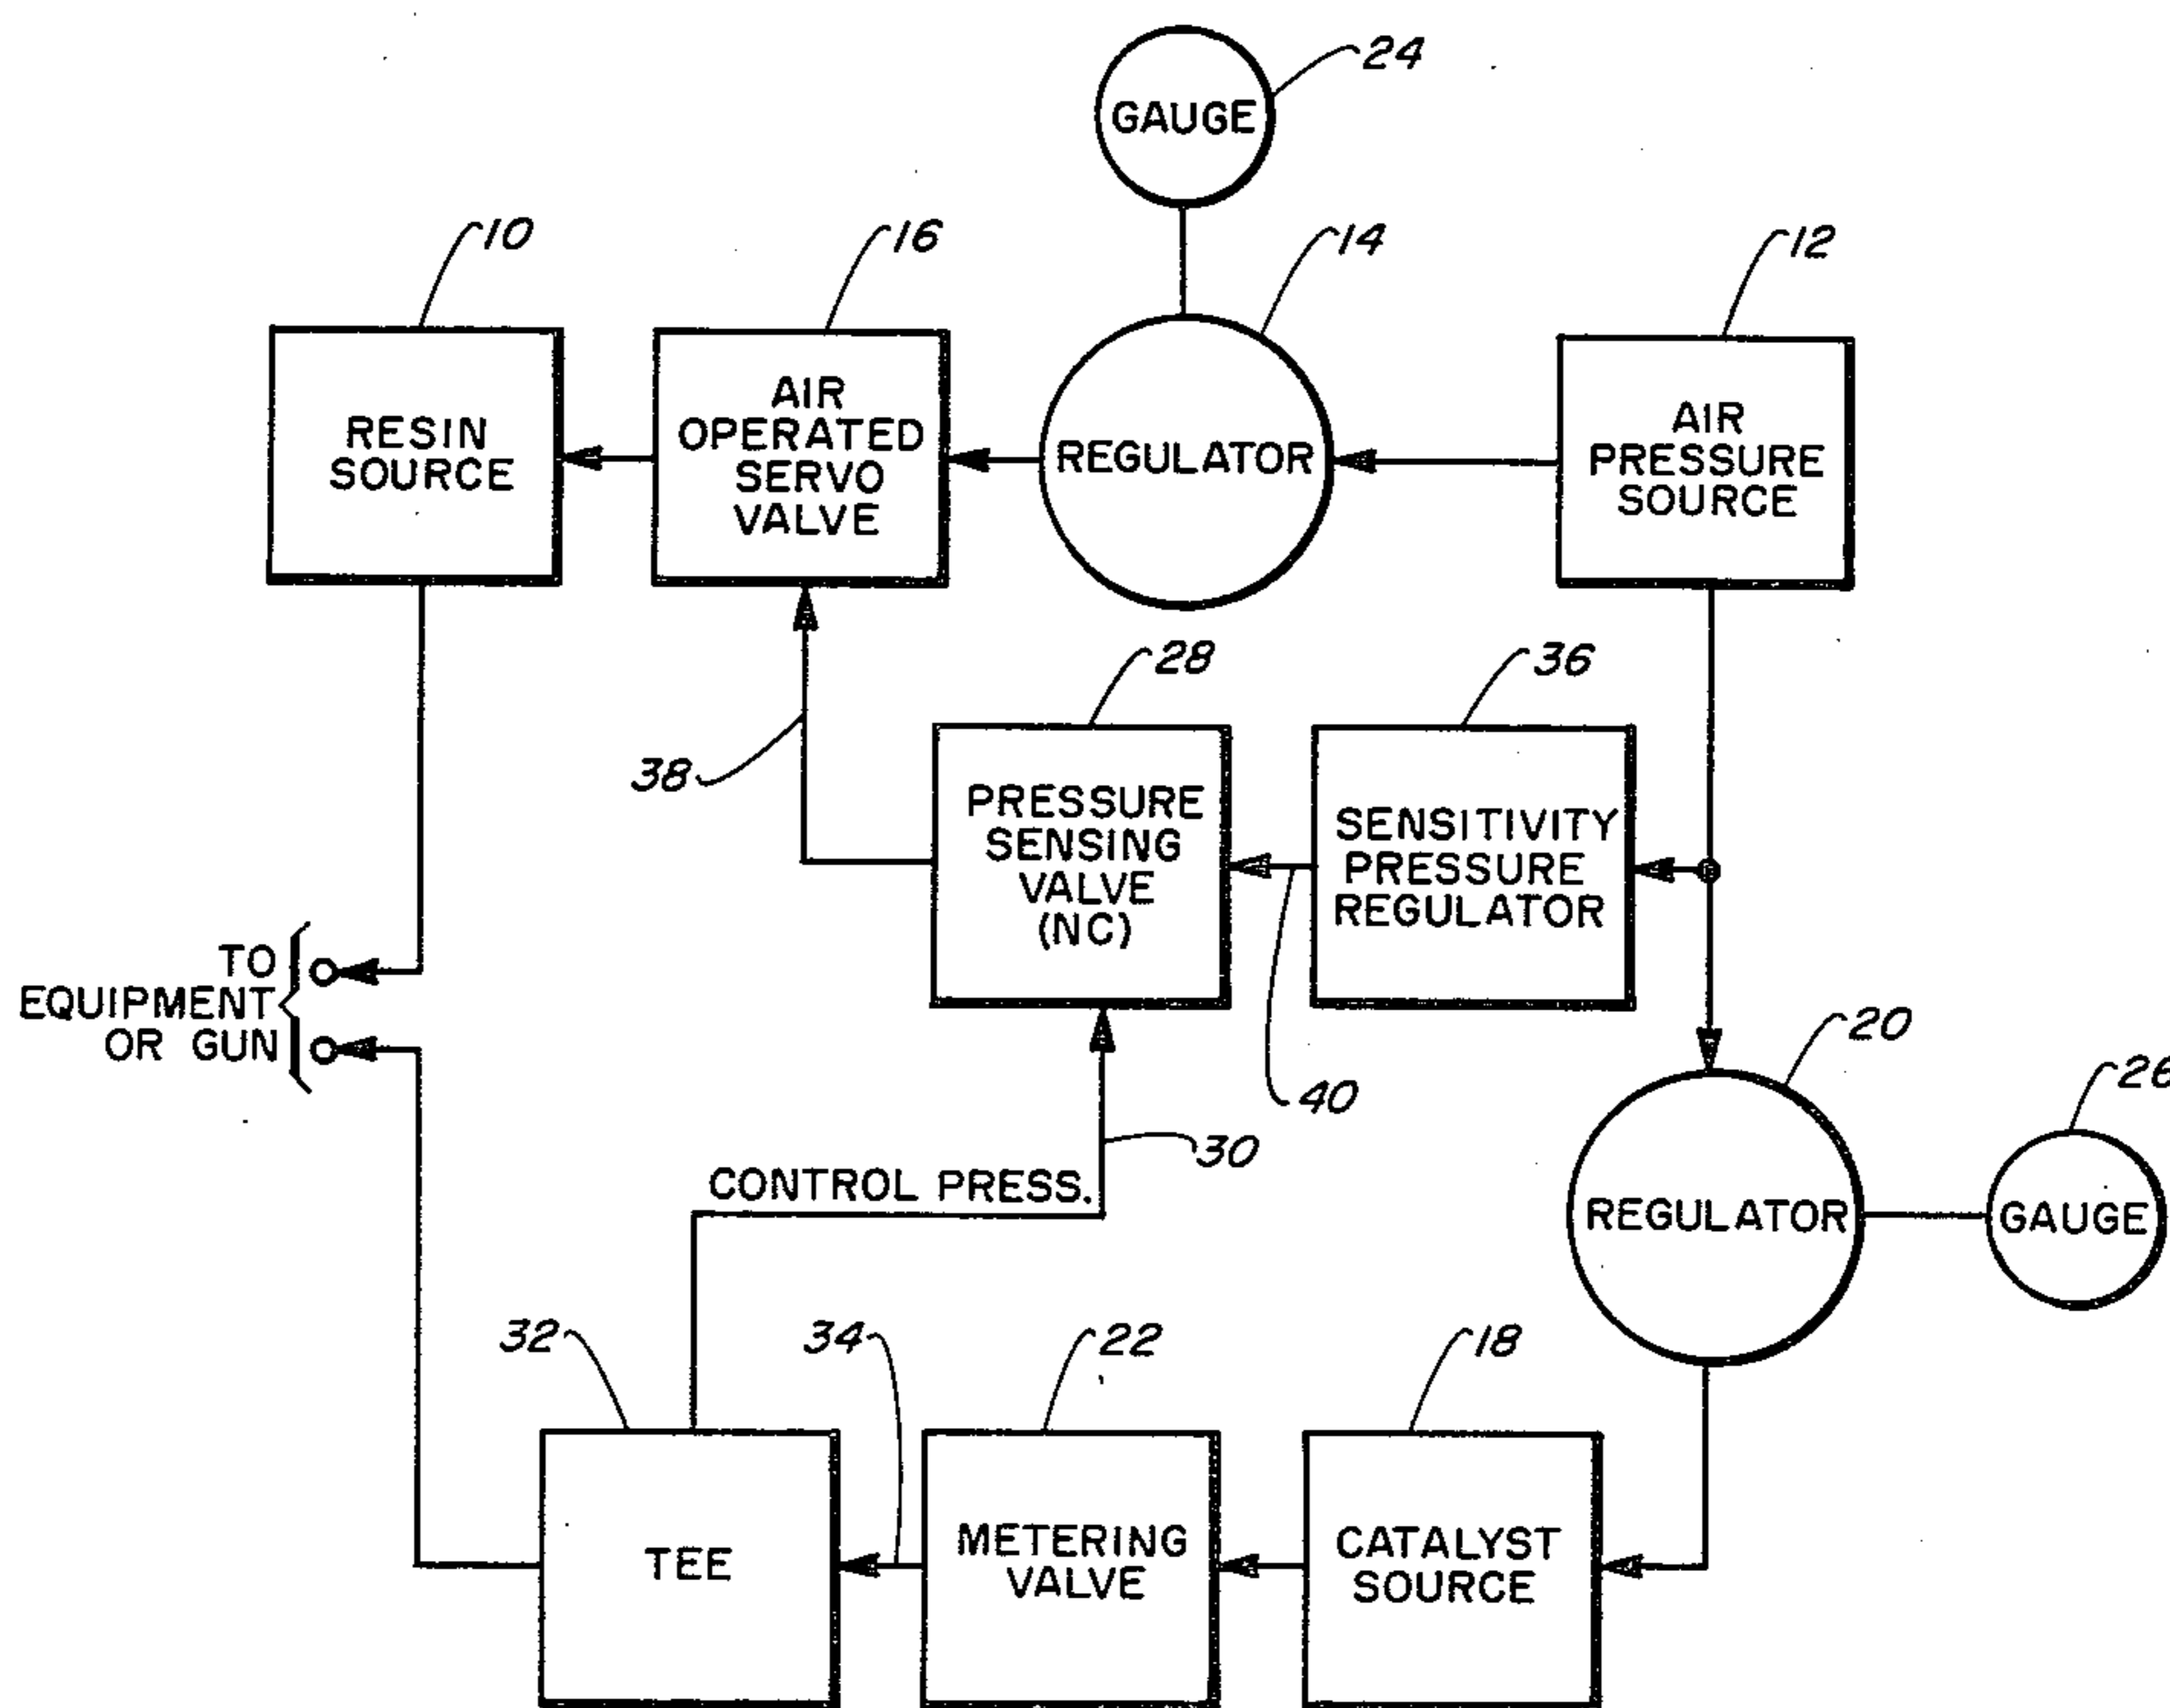 24
GAUGE
10
16
14
12
RESIN
SOURCE
AIR
OPERATED
SERVO
VALVE
REGULATOR
AIR
PRESSURE
SOURCE
28
36
38
PRESSURE
SENSING
VALVE
(NC)
SENSITIVITY
PRESSURE
REGULATOR
TO
EQUIPMENT
OR GUN
40
20
26
30
CONTROL PRESS.
REGULATOR
GAUGE
32
34
22
18
TEE
METERING
VALVE
CATALYST
SOURCE